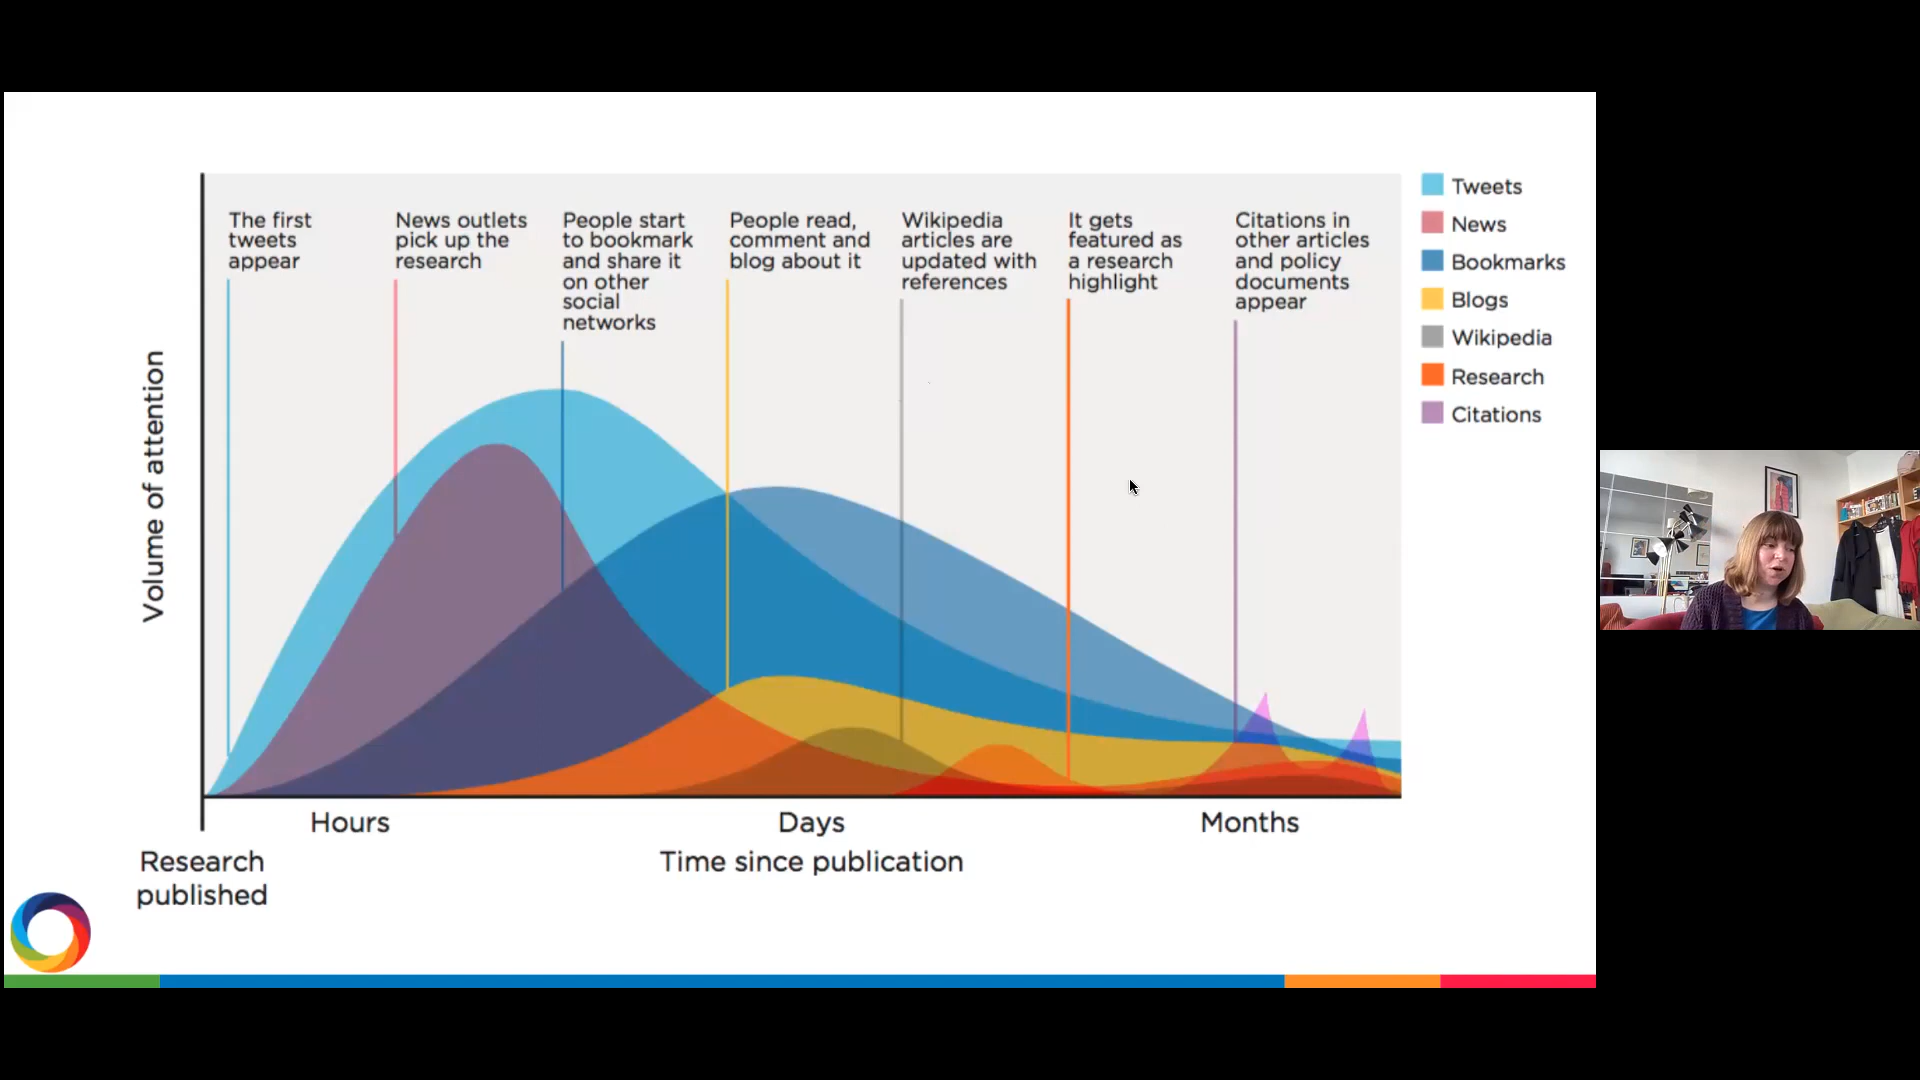 The first
tweets
appear
News outlets
pick up the
research
People start
to bookmark
and share it
on other
social
networks
People read,
comment and
blog about it
Wikipedia
articles are
updated with
references
It gets
featured as
a research
highlight
Citations in
other articles
and policy
documents
appear
Tweets
News
Bookmarks
Blogs
Wikipedia
Research
Citations
Volume of attention
Hours
Days
Months
Research
published
Time since publication